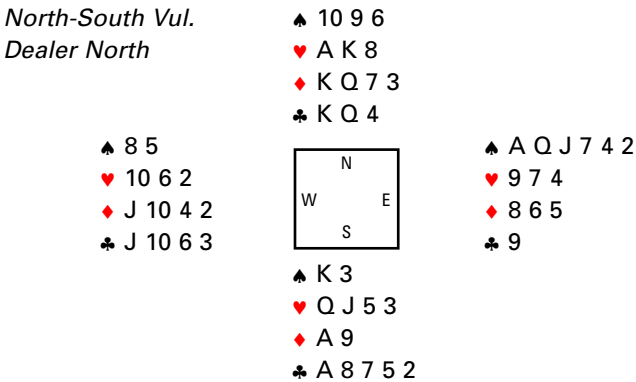 North-South Vul.
Dealer North
♠ 10 9 6
♥ A K 8
♦ K Q 7 3
♣ K Q 4
♠ 8 5
♥ 10 6 2
♦ J 10 4 2
♣ J 10 6 3
N
W E
S
♠ A Q J 7 4 2
♥ 9 7 4
♦ 8 6 5
♣ 9
♠ K 3
♥ Q J 5 3
♦ A 9
♣ A 8 7 5 2